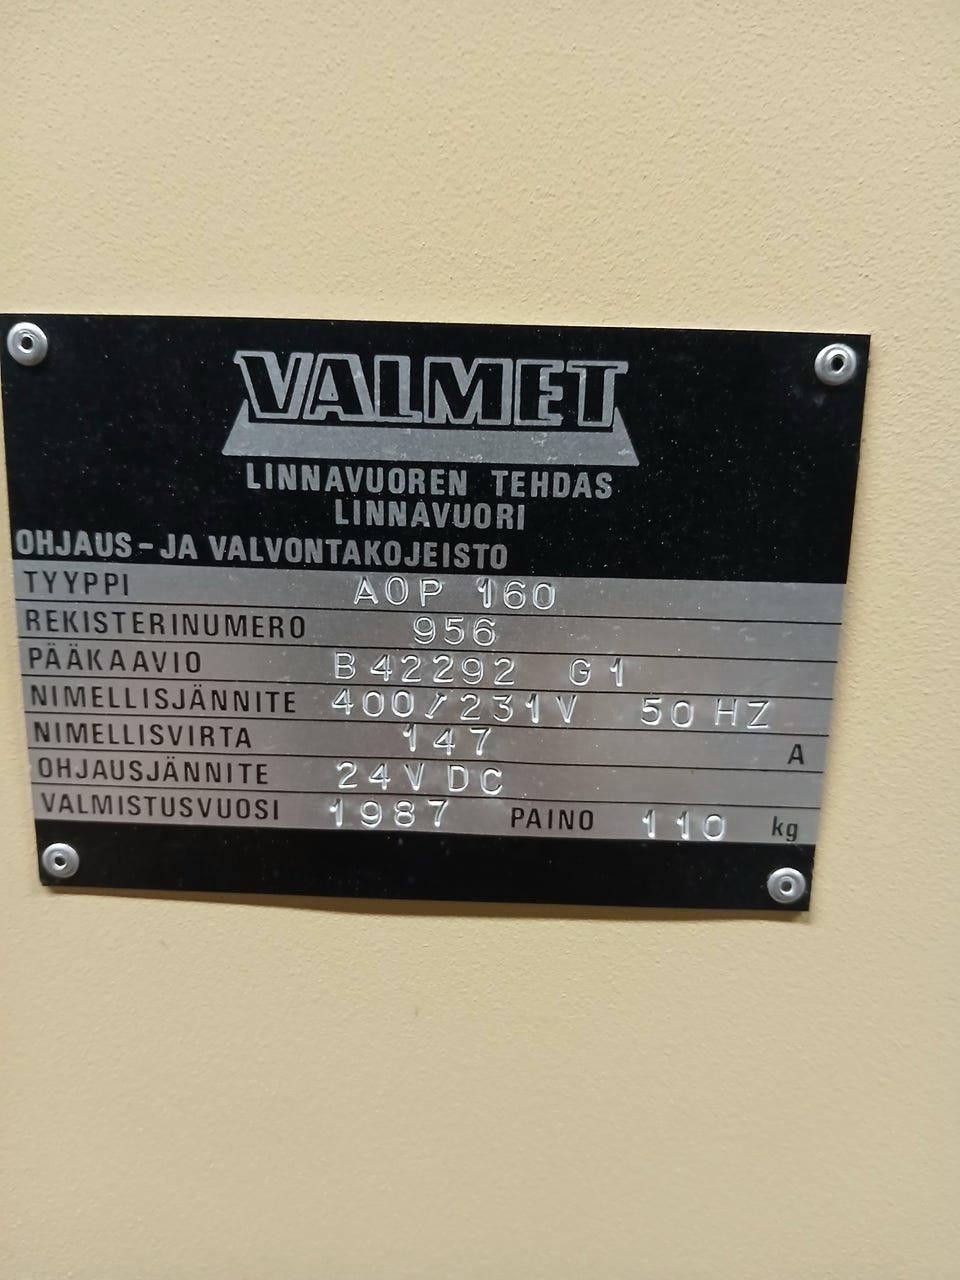 VALMET
LINNAVUOREN TEHDAS
LINNAVUORI
OHJAUS-JA VALVONTAKOJEISTO
TYYPPI AOP 160
REKISTERINUMERO 956
PÄÄKAAVIO B42292 G1
NIMELLISJÄNNITE 400/231V 50 HZ
NIMELLISVIRTA 147 A
OHJAUSJÄNNITE 24V DC
VALMISTUSVUOSI 1987 PAINO 110 kg